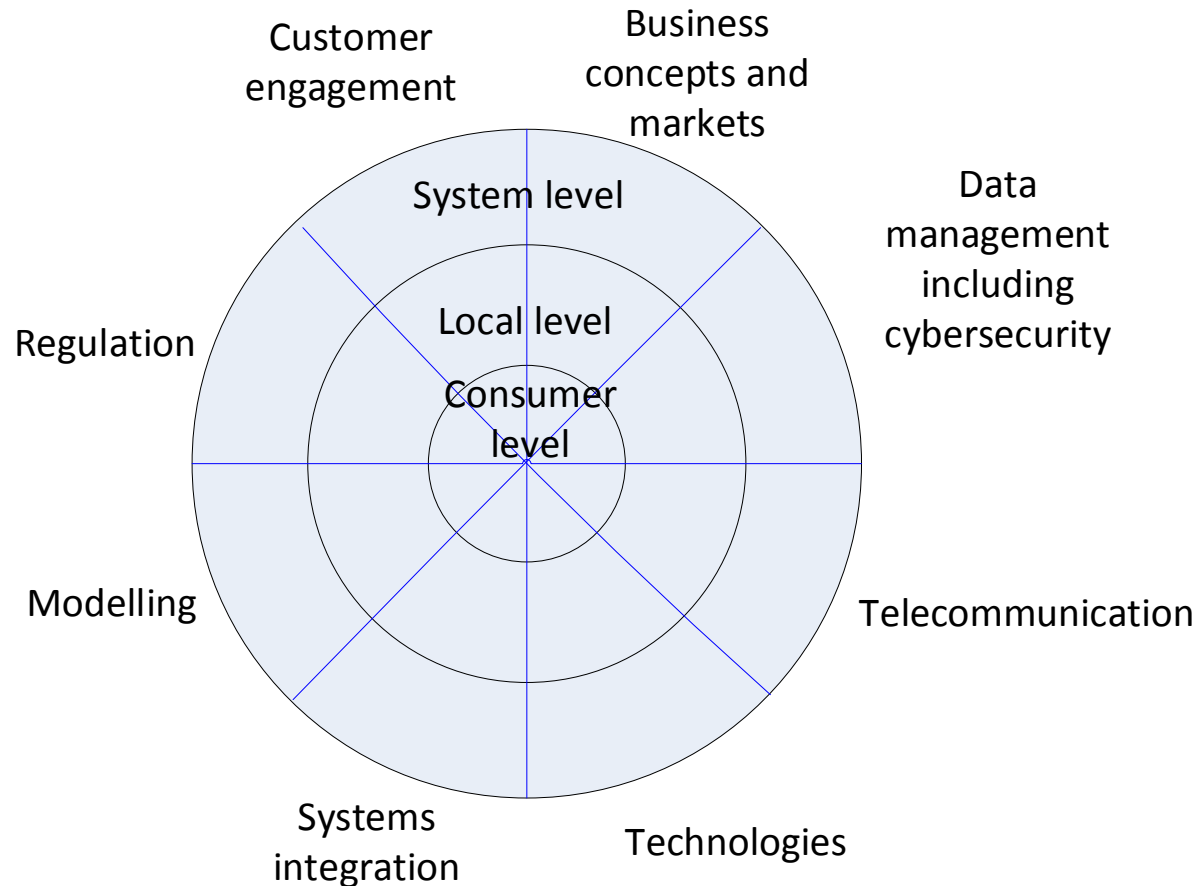 Customer
engagement
Business
concepts and
markets
System level
Data
management
including
cybersecurity
Local level
Regulation
Consumer
level
Modelling
Telecommunication
Systems
integration
Technologies